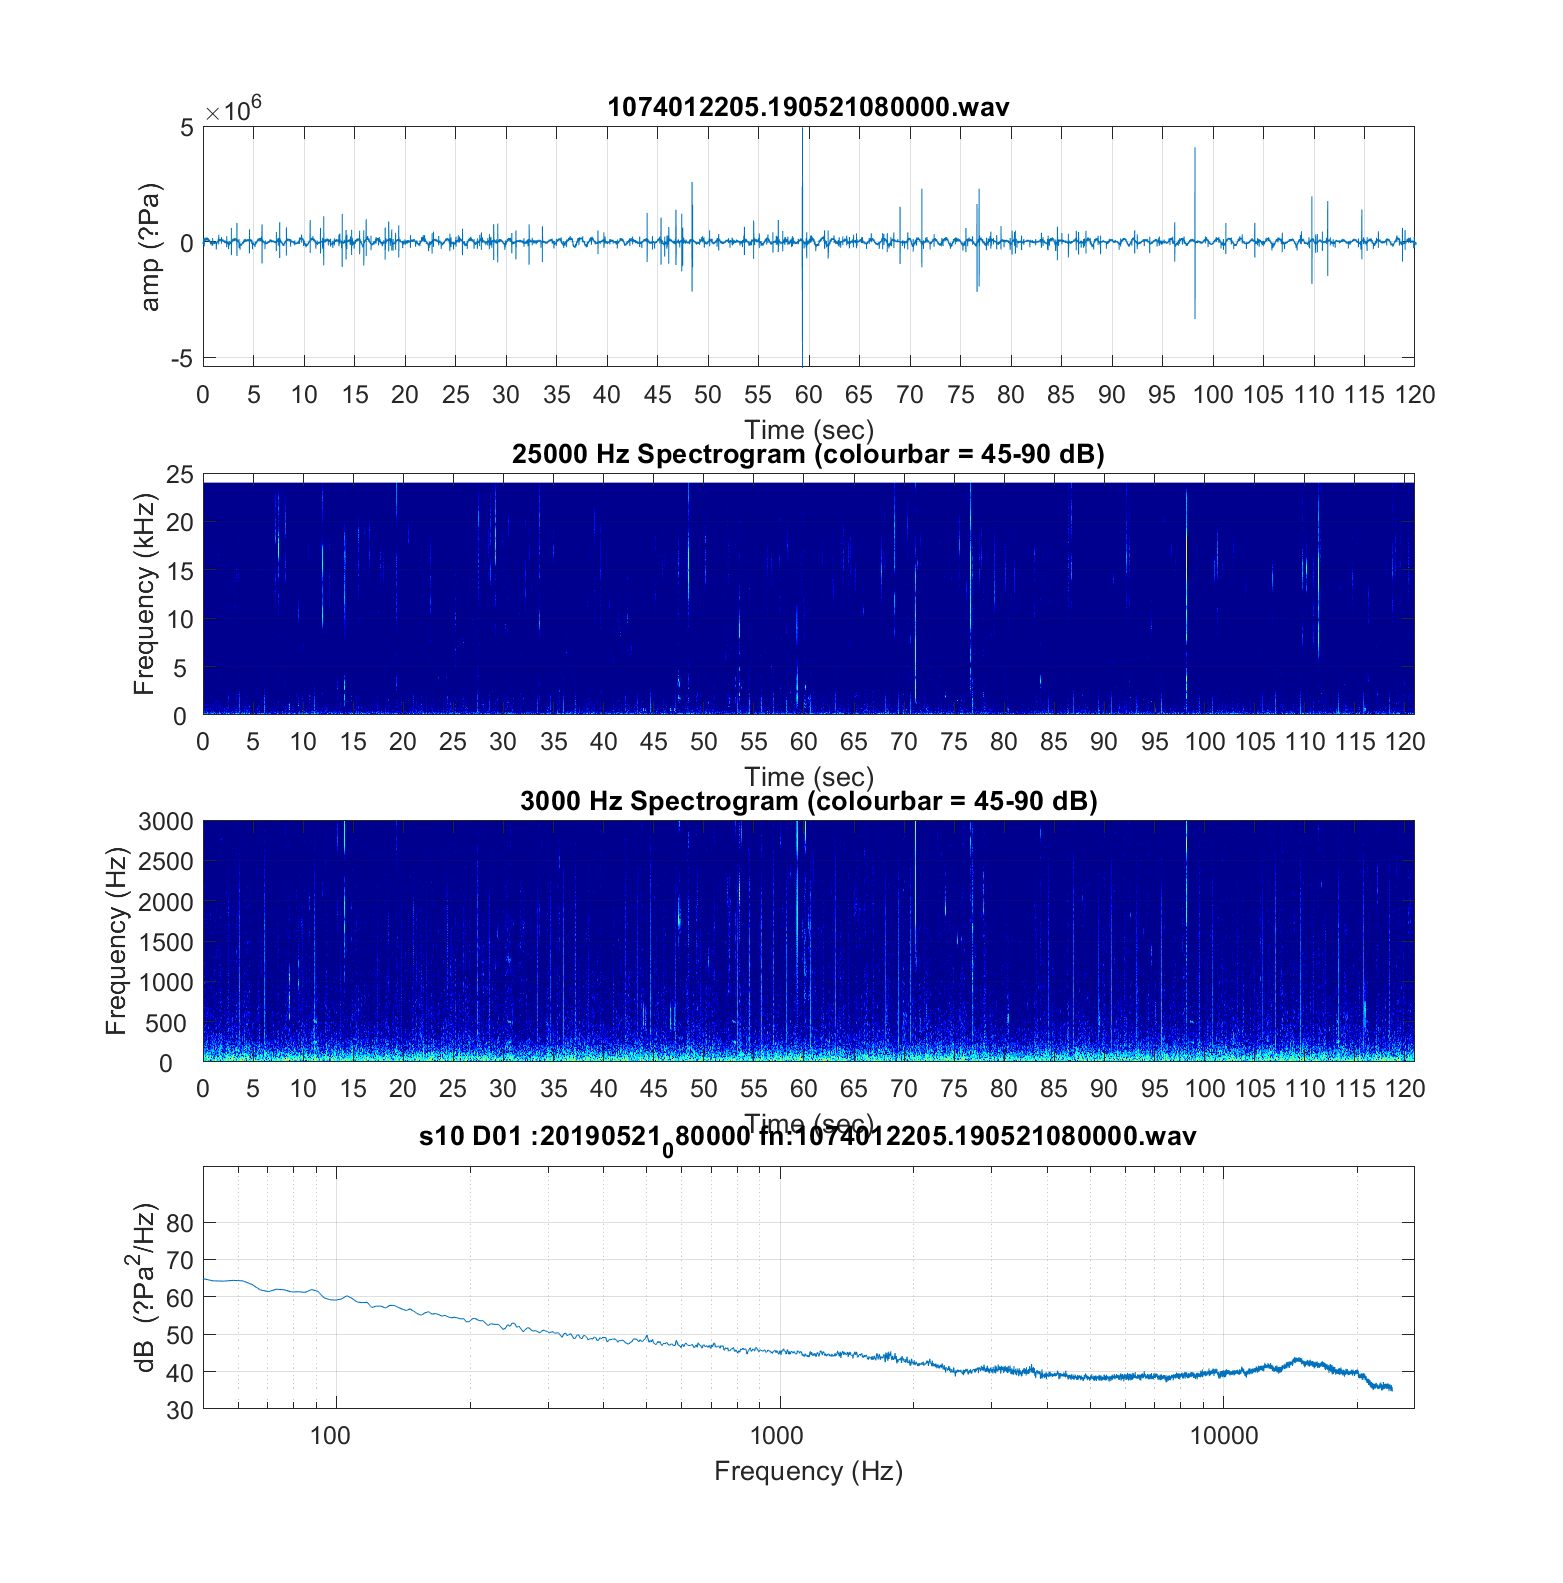 ×10^6
1074012205.190521080000.wav
5
0
-5
amp (?Pa)
0 5 10 15 20 25 30 35 40 45 50 55 60 65 70 75 80 85 90 95 100 105 110 115 120
Time (sec)
25000 Hz Spectrogram (colourbar = 45-90 dB)
25
20
15
10
5
0
Frequency (kHz)
0 5 10 15 20 25 30 35 40 45 50 55 60 65 70 75 80 85 90 95 100 105 110 115 120
Time (sec)
3000 Hz Spectrogram (colourbar = 45-90 dB)
3000
2500
2000
1500
1000
500
0
Frequency (Hz)
0 5 10 15 20 25 30 35 40 45 50 55 60 65 70 75 80 85 90 95 100 105 110 115 120
Time (sec)
s10 D01 :20190521_080000 fn:1074012205.190521080000.wav
80
70
60
50
40
30
dB (?Pa^2/Hz)
100 1000 10000
Frequency (Hz)